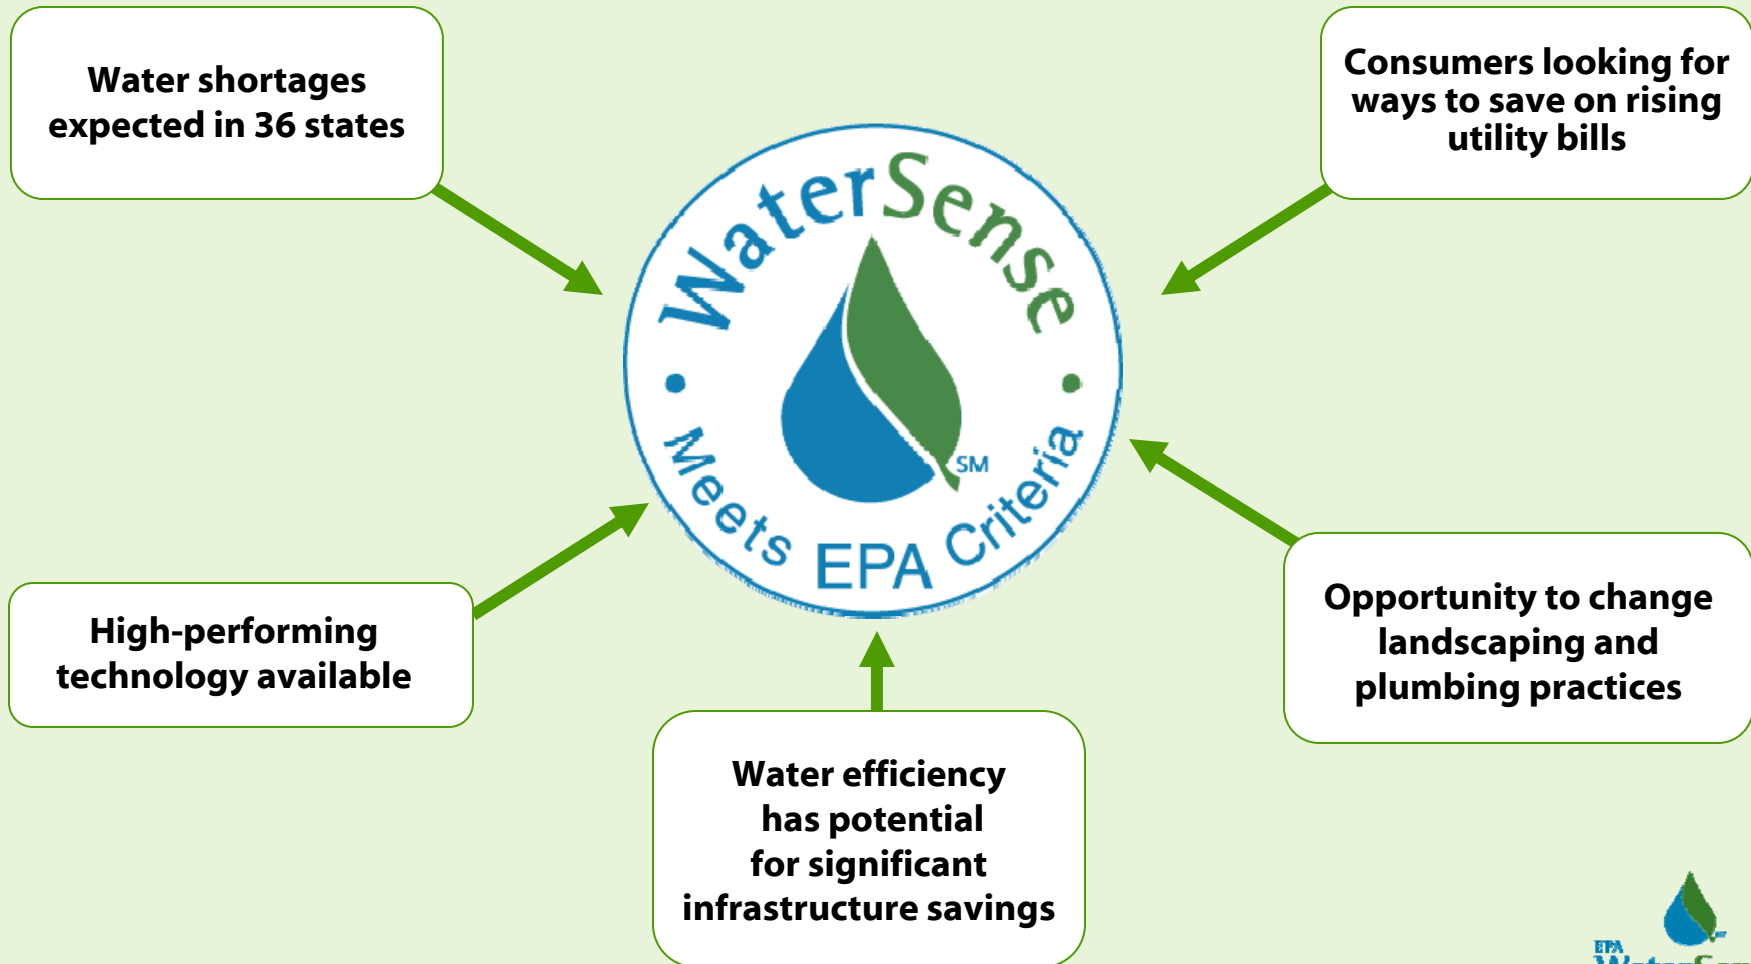 Water shortages
expected in 36 states
Consumers looking for
ways to save on rising
utility bills
WaterSense
SM
• Meets EPA Criteria •
High-performing
technology available
Opportunity to change
landscaping and
plumbing practices
Water efficiency
has potential
for significant
infrastructure savings
EPA